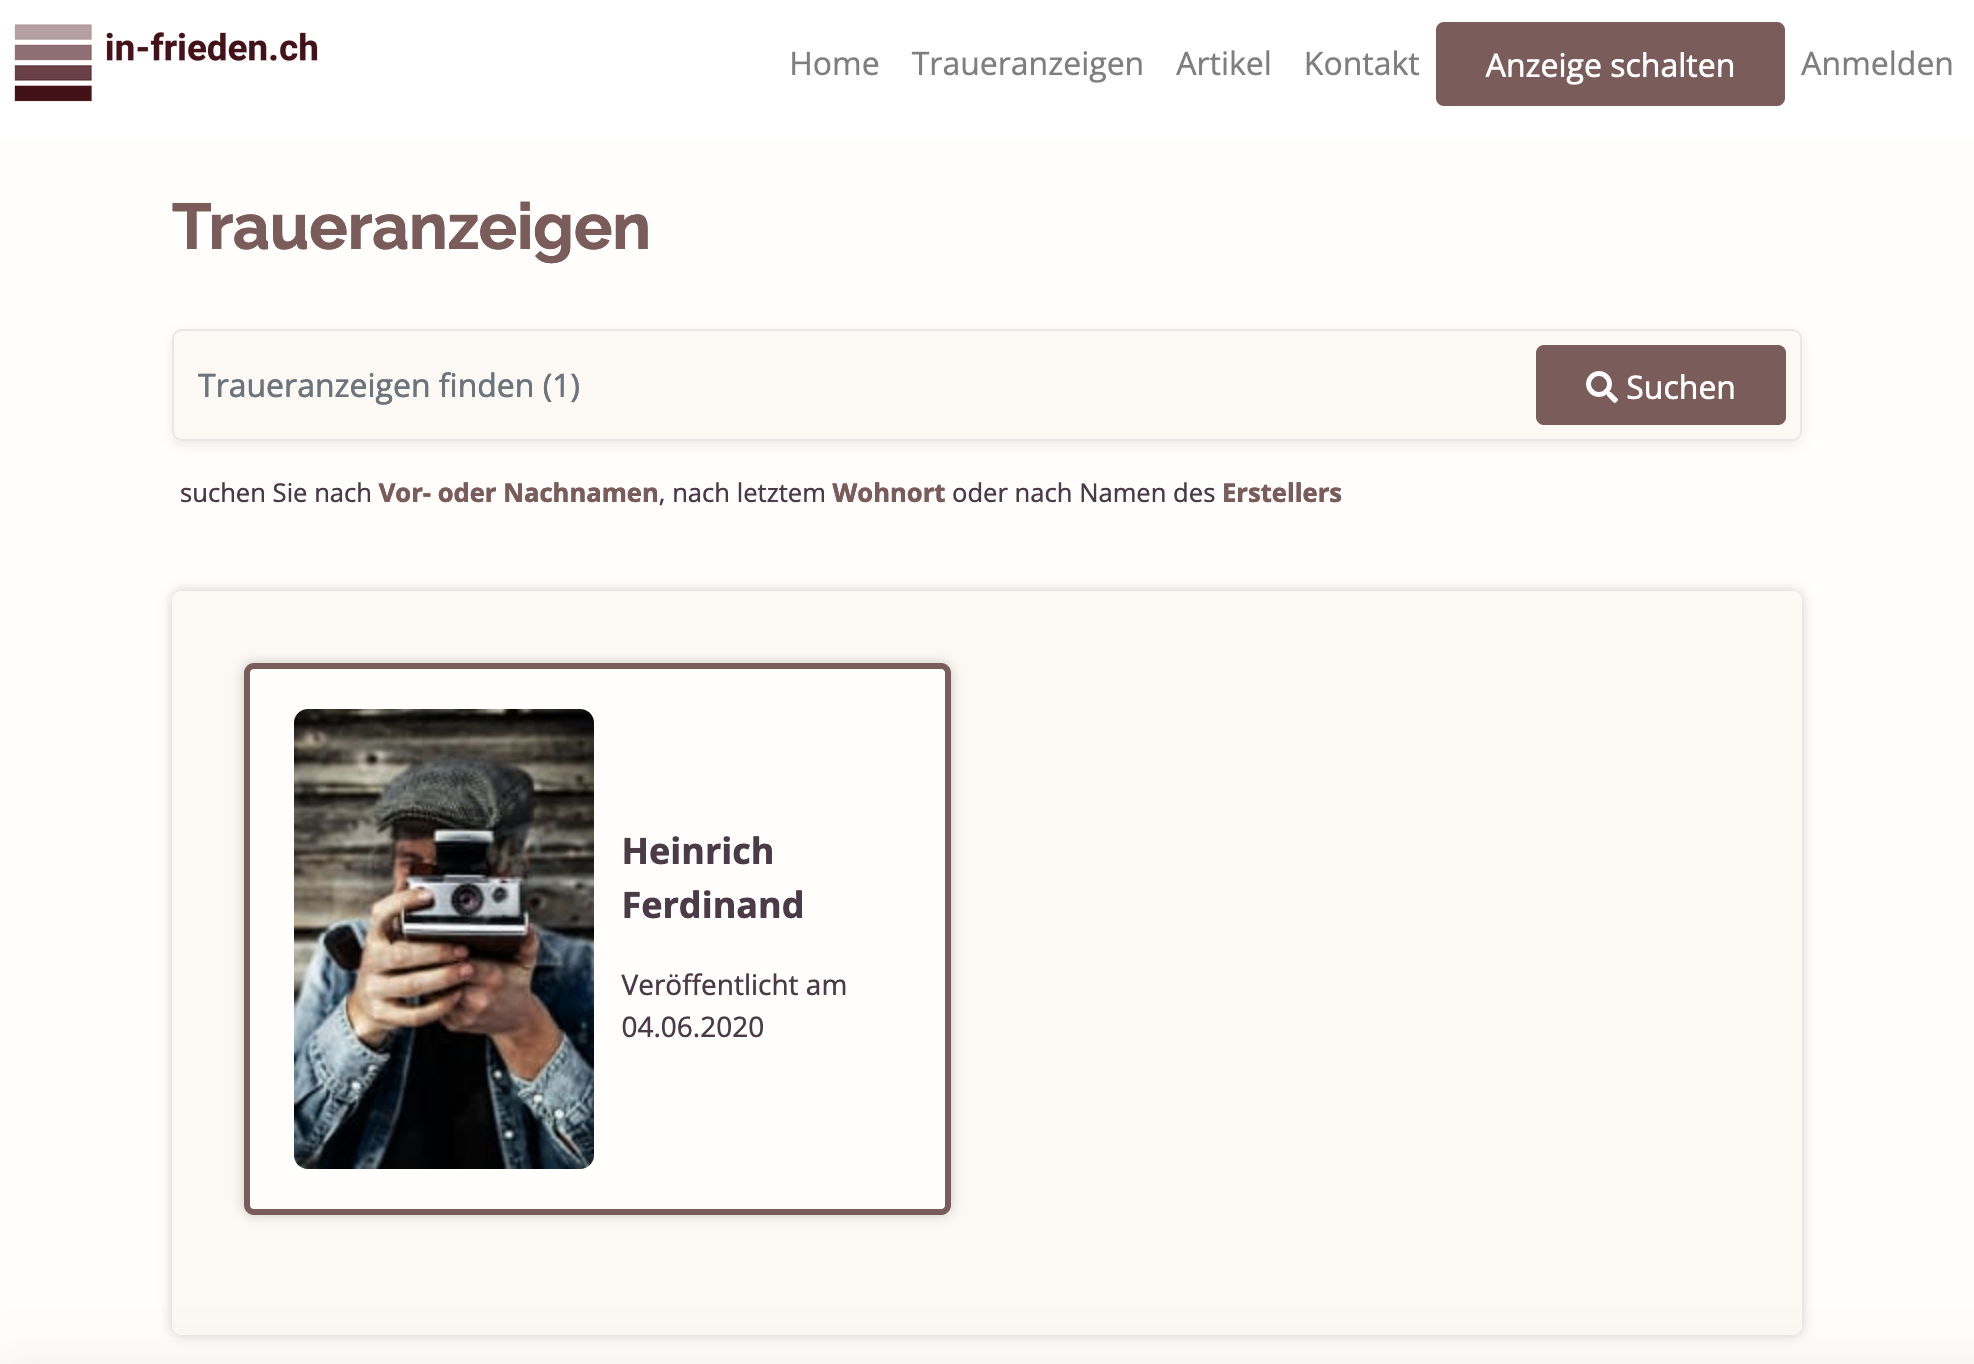 in-frieden.ch
Home Traueranzeigen Artikel Kontakt Anzeige schalten Anmelden
Traueranzeigen
Traueranzeigen finden (1) Suchen
suchen Sie nach Vor- oder Nachnamen, nach letztem Wohnort oder nach Namen des Erstellers
Heinrich
Ferdinand
Veröffentlicht am
04.06.2020